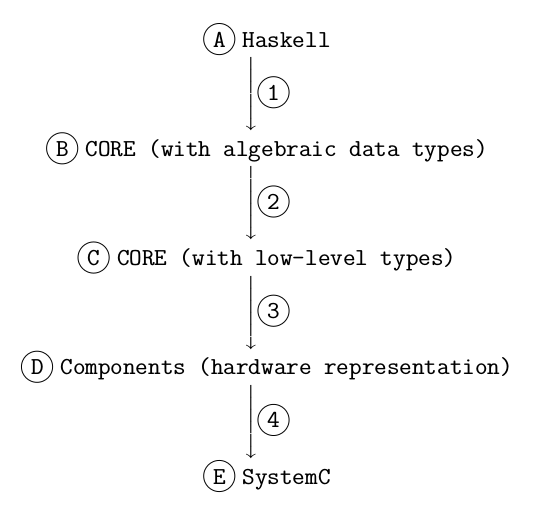 A Haskell
1
B CORE (with algebraic data types)
2
C CORE (with low-level types)
3
D Components (hardware representation)
4
E SystemC